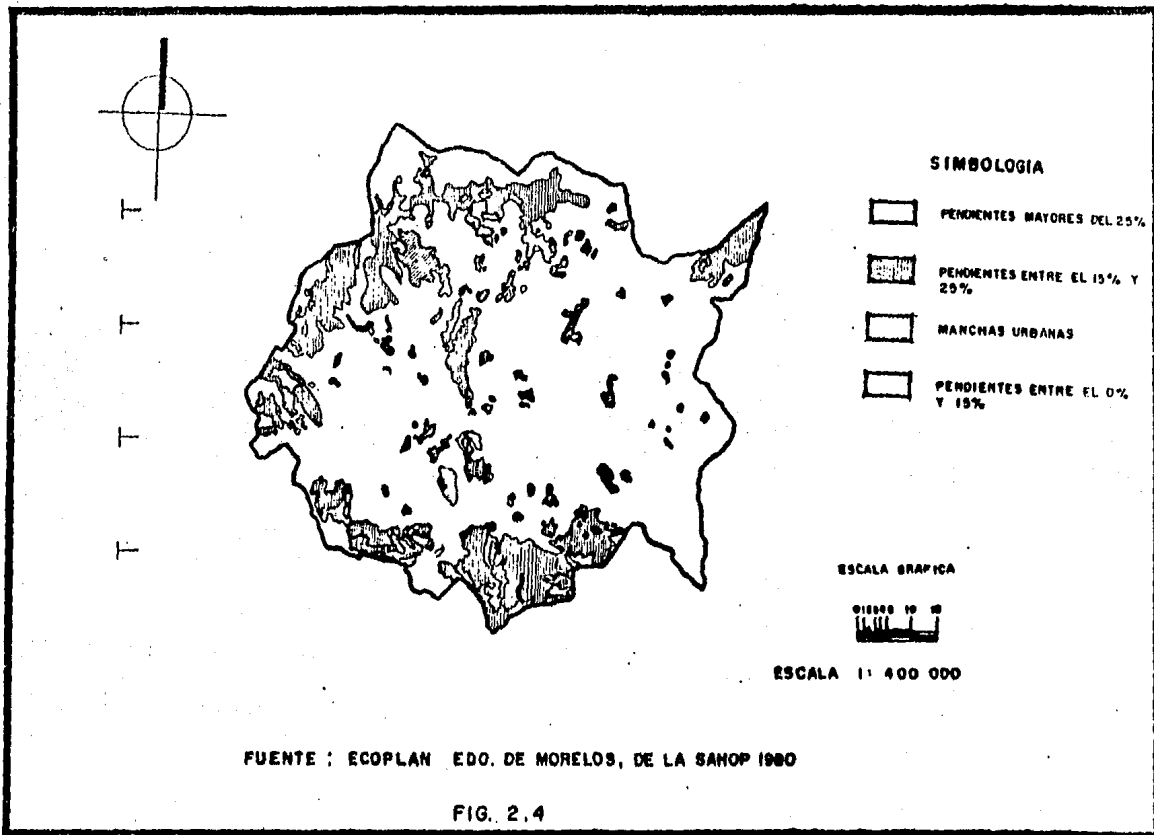 SIMBOLOGIA
PENDIENTES MAYORES DEL 25%
PENDIENTES ENTRE EL 15% Y
25%
MANCHAS URBANAS
PENDIENTES ENTRE EL 0%
Y 15%
ESCALA GRAFICA
ESCALA 1: 400 000
FUENTE : ECOPLAN EDO. DE MORELOS, DE LA SAHOP 1980
FIG. 2.4